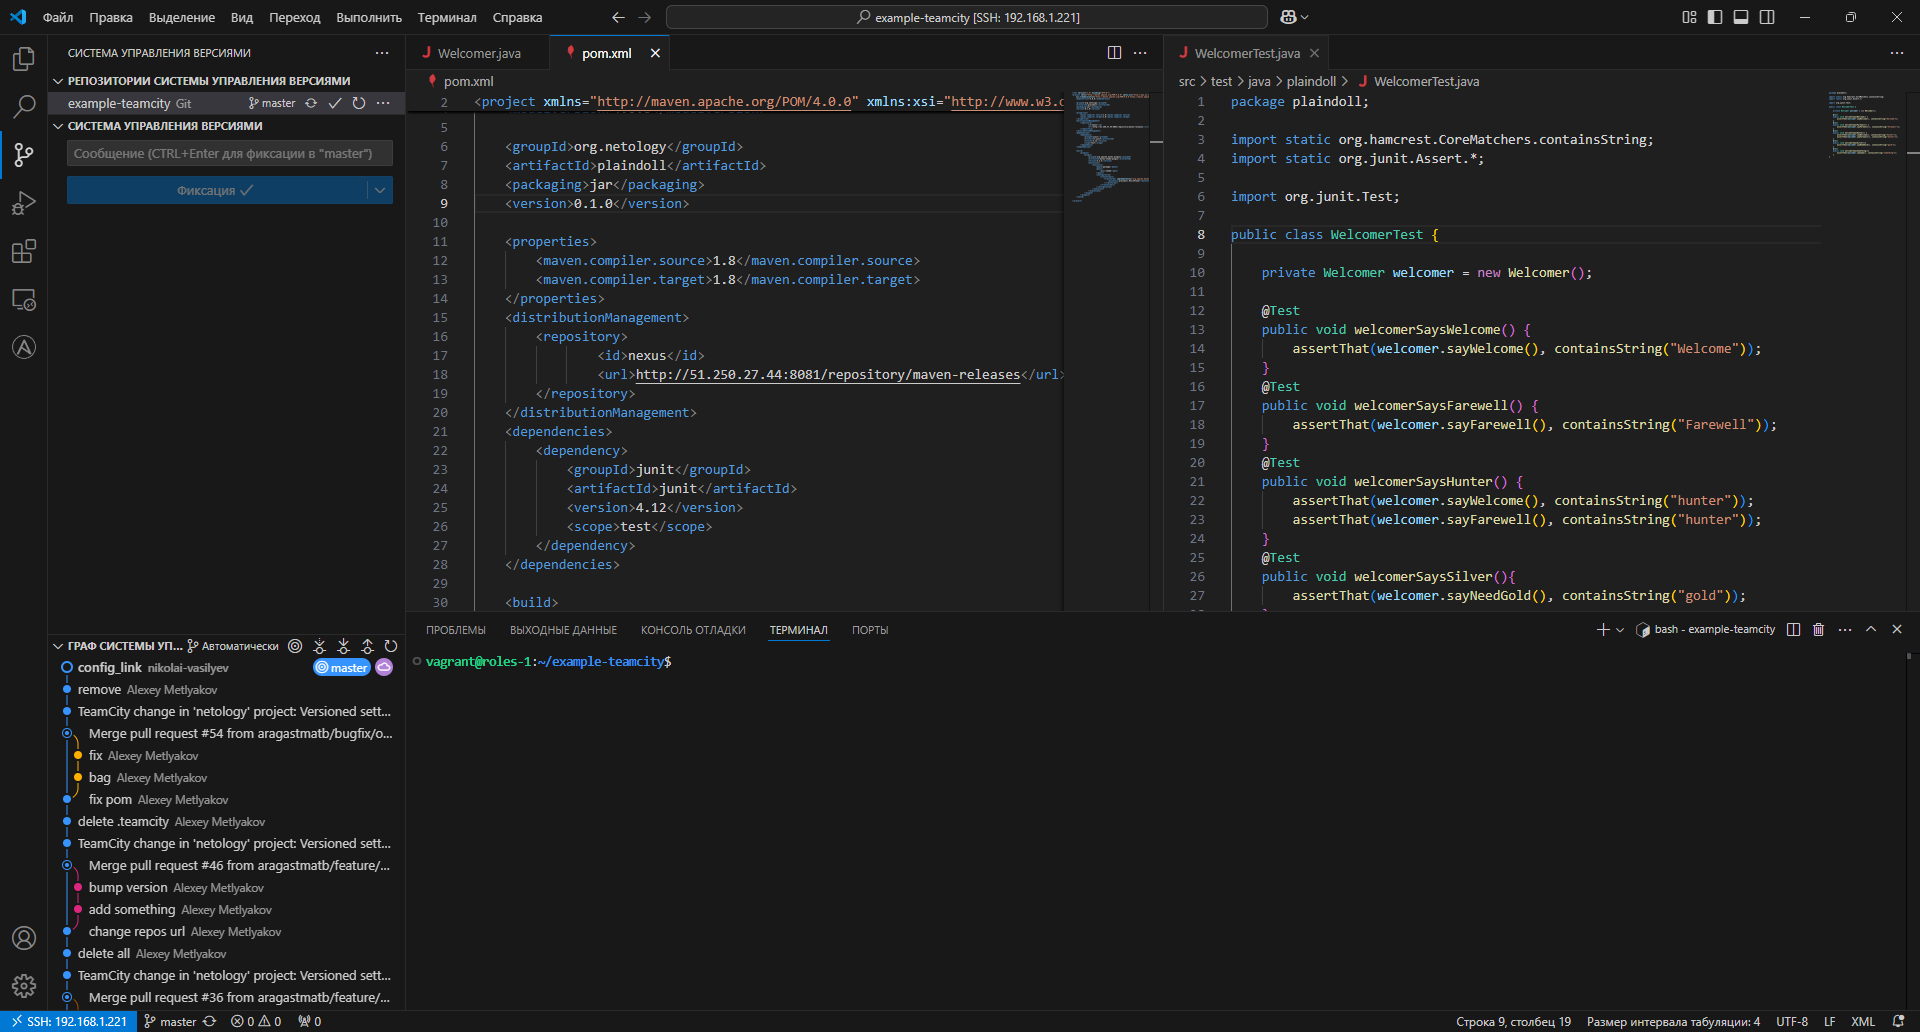 Файл Правка Выделение Вид Переход Выполнить Терминал Справка
example-teamcity [SSH: 192.168.1.221]
СИСТЕМА УПРАВЛЕНИЯ ВЕРСИЯМИ
РЕПОЗИТОРИИ СИСТЕМЫ УПРАВЛЕНИЯ ВЕРСИЯМИ
example-teamcity Git master
СИСТЕМА УПРАВЛЕНИЯ ВЕРСИЯМИ
Сообщение (CTRL+Enter для фиксации в "master")
Фиксация
ГРАФ СИСТЕМЫ УП... Автоматически
config_link nikolai-vasilyev master
remove Alexey Metlyakov
TeamCity change in 'netology' project: Versioned sett...
Merge pull request #54 from aragastmatb/bugfix/o...
fix Alexey Metlyakov
bag Alexey Metlyakov
fix pom Alexey Metlyakov
delete .teamcity Alexey Metlyakov
TeamCity change in 'netology' project: Versioned sett...
Merge pull request #46 from aragastmatb/feature/...
bump version Alexey Metlyakov
add something Alexey Metlyakov
change repos url Alexey Metlyakov
delete all Alexey Metlyakov
TeamCity change in 'netology' project: Versioned sett...
Merge pull request #36 from aragastmatb/feature/...
Welcomer.java pom.xml
pom.xml
2 <project xmlns="http://maven.apache.org/POM/4.0.0" xmlns:xsi="http://www.w3.o
5
6 <groupId>org.netology</groupId>
7 <artifactId>plaindoll</artifactId>
8 <packaging>jar</packaging>
9 <version>0.1.0</version>
10
11 <properties>
12 <maven.compiler.source>1.8</maven.compiler.source>
13 <maven.compiler.target>1.8</maven.compiler.target>
14 </properties>
15 <distributionManagement>
16 <repository>
17 <id>nexus</id>
18 <url>http://51.250.27.44:8081/repository/maven-releases</url>
19 </repository>
20 </distributionManagement>
21 <dependencies>
22 <dependency>
23 <groupId>junit</groupId>
24 <artifactId>junit</artifactId>
25 <version>4.12</version>
26 <scope>test</scope>
27 </dependency>
28 </dependencies>
29
30 <build>
WelcomerTest.java
src > test > java > plaindoll > WelcomerTest.java
1 package plaindoll;
2
3 import static org.hamcrest.CoreMatchers.containsString;
4 import static org.junit.Assert.*;
5
6 import org.junit.Test;
7
8 public class WelcomerTest {
9
10 private Welcomer welcomer = new Welcomer();
11
12 @Test
13 public void welcomerSaysWelcome() {
14 assertThat(welcomer.sayWelcome(), containsString("Welcome"));
15 }
16 @Test
17 public void welcomerSaysFarewell() {
18 assertThat(welcomer.sayFarewell(), containsString("Farewell"));
19 }
20 @Test
21 public void welcomerSaysHunter() {
22 assertThat(welcomer.sayWelcome(), containsString("hunter"));
23 assertThat(welcomer.sayFarewell(), containsString("hunter"));
24 }
25 @Test
26 public void welcomerSaysSilver(){
27 assertThat(welcomer.sayNeedGold(), containsString("gold"));
ПРОБЛЕМЫ ВЫХОДНЫЕ ДАННЫЕ КОНСОЛЬ ОТЛАДКИ ТЕРМИНАЛ ПОРТЫ
bash - example-teamcity
vagrant@roles-1:~/example-teamcity$
SSH: 192.168.1.221 master 0 0 0
Строка 9, столбец 19 Размер интервала табуляции: 4 UTF-8 LF XML